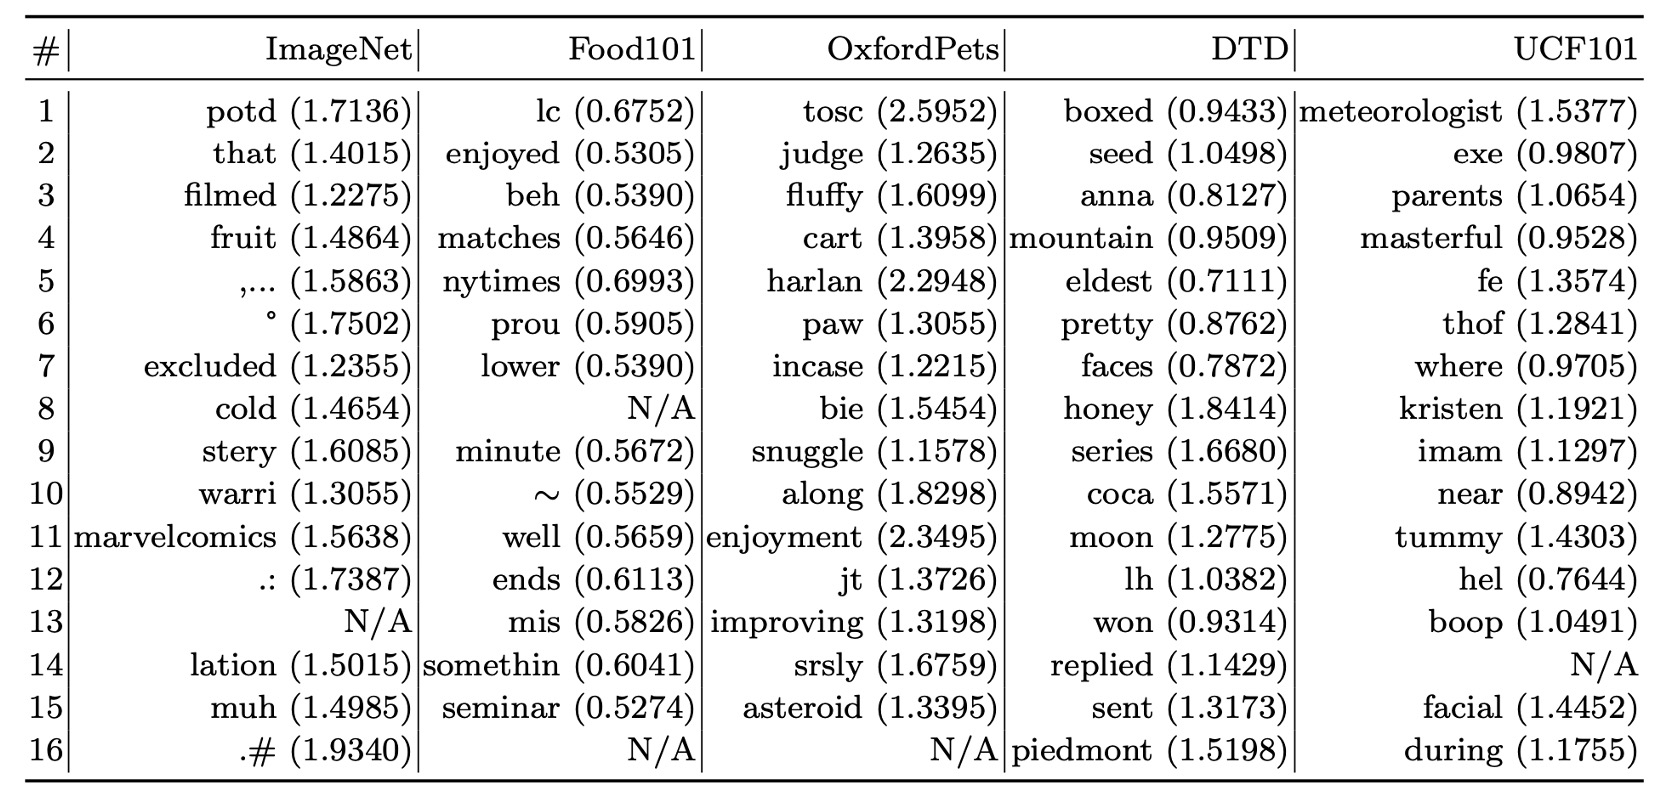 # ImageNet Food101 OxfordPets DTD UCF101
1 potd (1.7136) lc (0.6752) tosc (2.5952) boxed (0.9433) meteorologist (1.5377)
2 that (1.4015) enjoyed (0.5305) judge (1.2635) seed (1.0498) exe (0.9807)
3 filmed (1.2275) beh (0.5390) fluffy (1.6099) anna (0.8127) parents (1.0654)
4 fruit (1.4864) matches (0.5646) cart (1.3958) mountain (0.9509) masterful (0.9528)
5 ,... (1.5863) nytimes (0.6993) harlan (2.2948) eldest (0.7111) fe (1.3574)
6 ° (1.7502) prou (0.5905) paw (1.3055) pretty (0.8762) thof (1.2841)
7 excluded (1.2355) lower (0.5390) incase (1.2215) faces (0.7872) where (0.9705)
8 cold (1.4654) N/A bie (1.5454) honey (1.8414) kristen (1.1921)
9 stery (1.6085) minute (0.5672) snuggle (1.1578) series (1.6680) imam (1.1297)
10 warri (1.3055) ~ (0.5529) along (1.8298) coca (1.5571) near (0.8942)
11 marvelcomics (1.5638) well (0.5659) enjoyment (2.3495) moon (1.2775) tummy (1.4303)
12 .: (1.7387) ends (0.6113) jt (1.3726) lh (1.0382) hel (0.7644)
13 N/A mis (0.5826) improving (1.3198) won (0.9314) boop (1.0491)
14 lation (1.5015) somethin (0.6041) srsly (1.6759) replied (1.1429) N/A
15 muh (1.4985) seminar (0.5274) asteroid (1.3395) sent (1.3173) facial (1.4452)
16 .# (1.9340) N/A N/A piedmont (1.5198) during (1.1755)